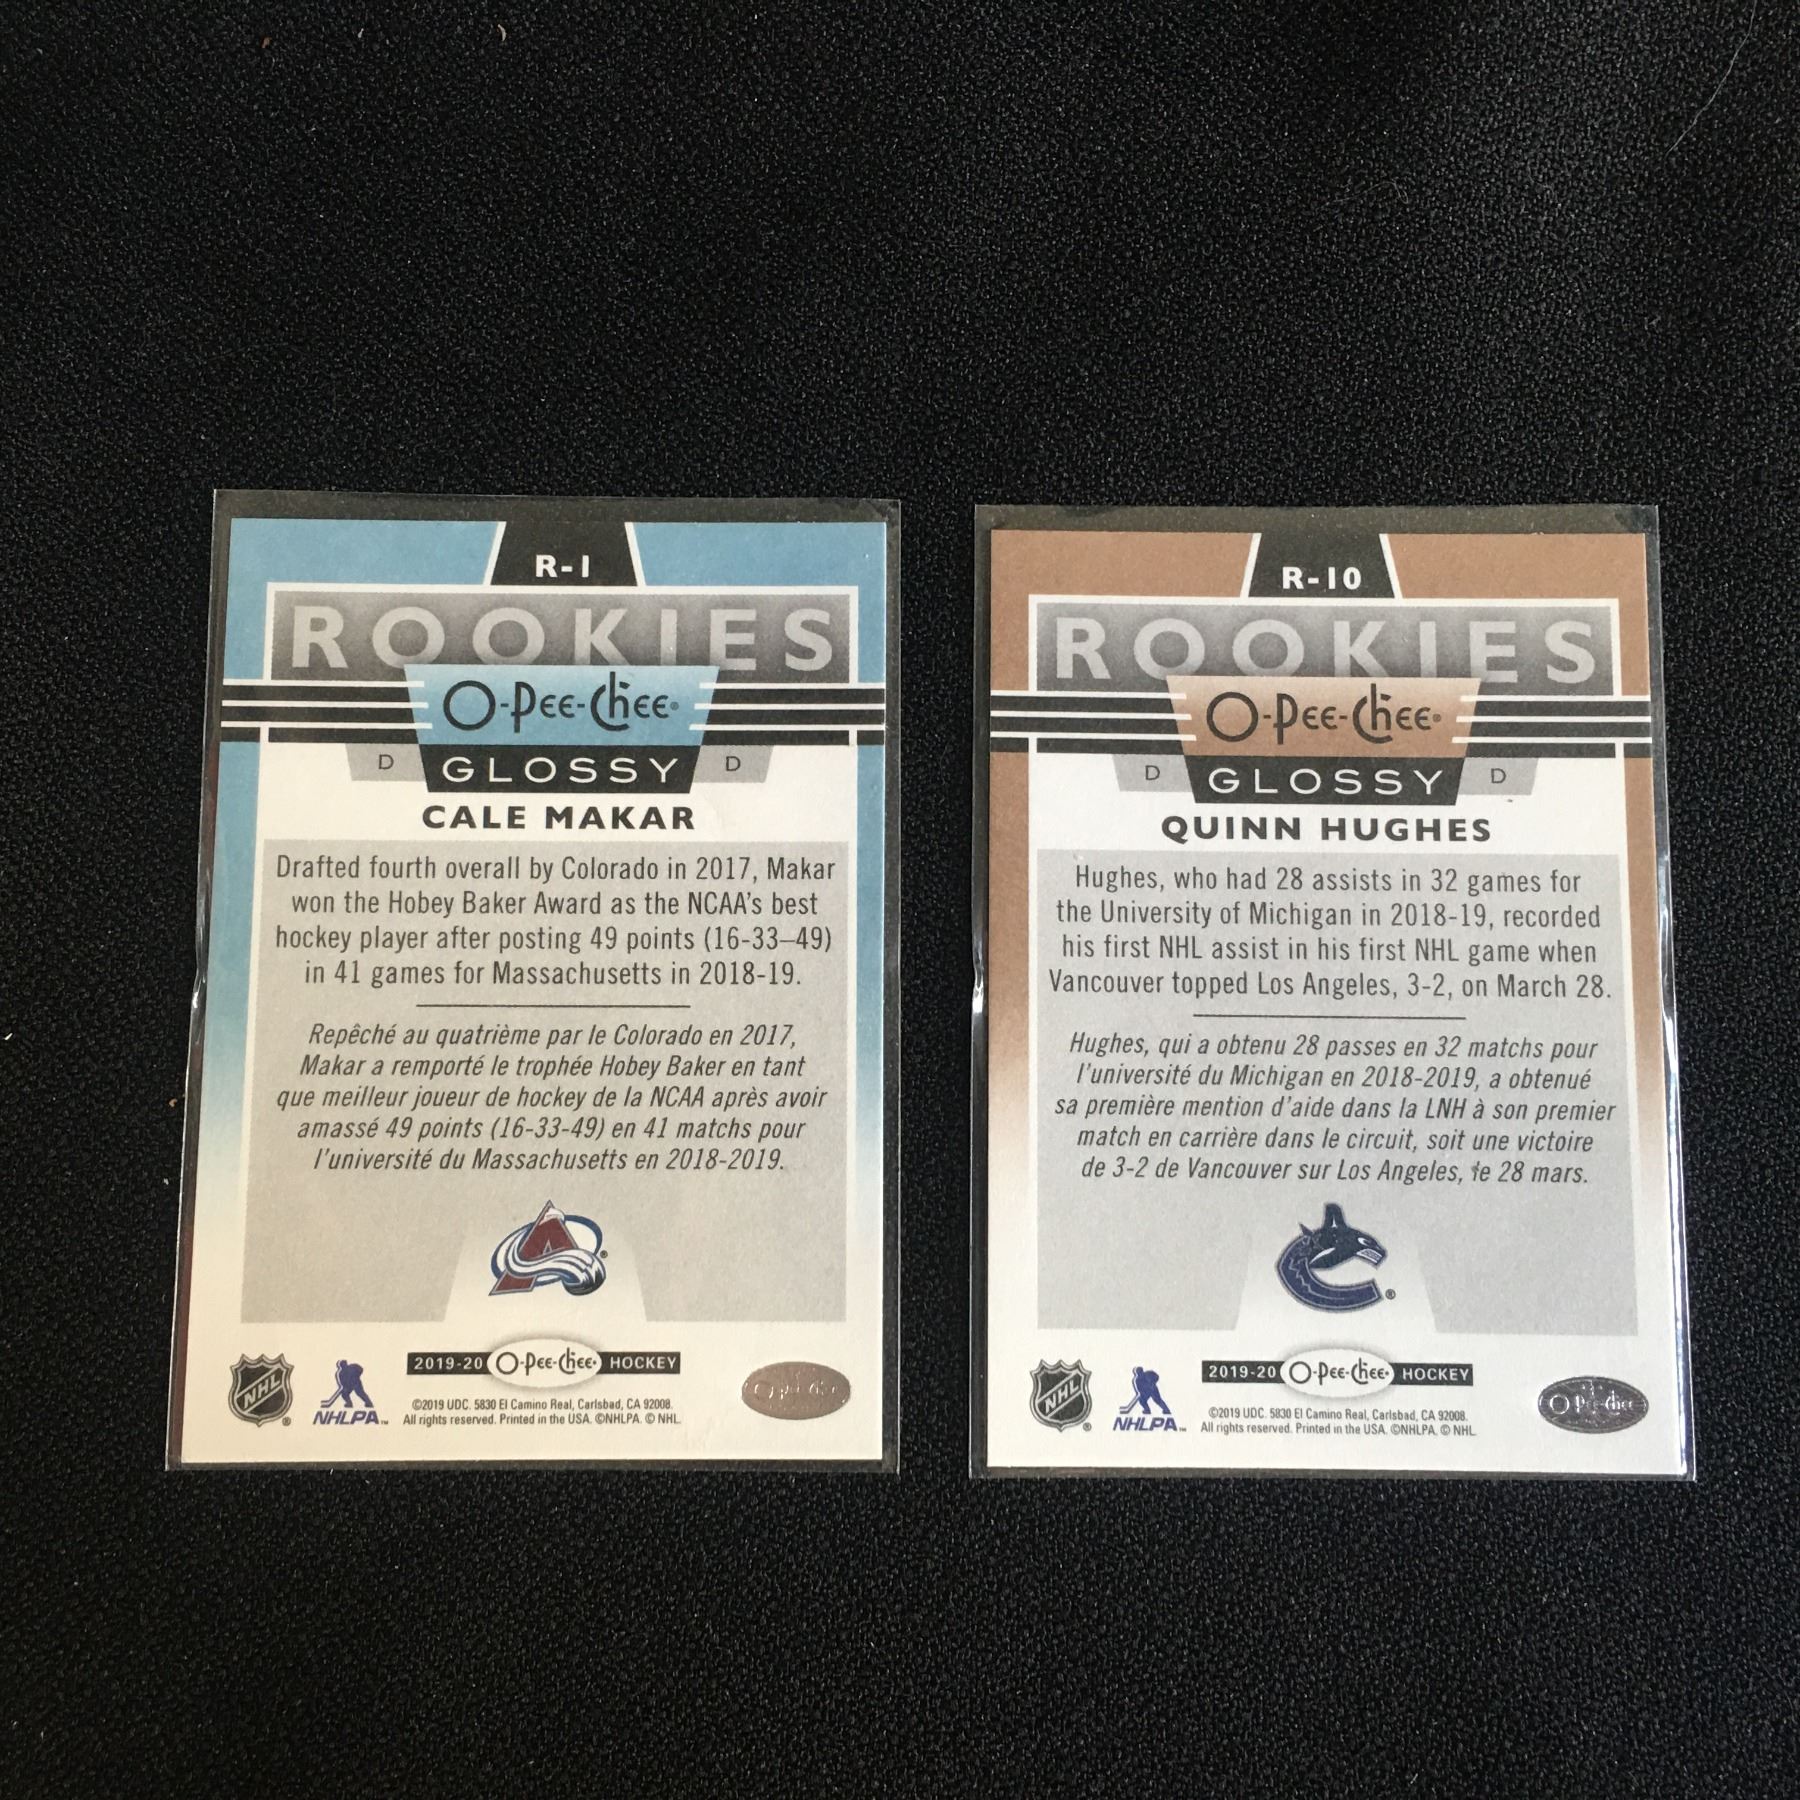 R-1
ROOKIES
O-PEE-CHEE
D GLOSSY D
CALE MAKAR
Drafted fourth overall by Colorado in 2017, Makar
won the Hobey Baker Award as the NCAA's best
hockey player after posting 49 points (16-33–49)
in 41 games for Massachusetts in 2018-19.
Repêché au quatrième par le Colorado en 2017,
Makar a remporté le trophée Hobey Baker en tant
que meilleur joueur de hockey de la NCAA après avoir
amassé 49 points (16-33-49) en 41 matchs pour
l'université du Massachusetts en 2018-2019.
A
NHL
NHLPA™
2019-20 O-PEE-CHEE HOCKEY
©2019 UDC. 5830 El Camino Real, Carlsbad, CA 92008.
All rights reserved. Printed in the USA. ©NHLPA. © NHL.
O-PEE-CHEE
R-10
ROOKIES
O-PEE-CHEE
D GLOSSY D
QUINN HUGHES
Hughes, who had 28 assists in 32 games for
the University of Michigan in 2018-19, recorded
his first NHL assist in his first NHL game when
Vancouver topped Los Angeles, 3-2, on March 28.
Hughes, qui a obtenu 28 passes en 32 matchs pour
l'université du Michigan en 2018-2019, a obtenué
sa première mention d'aide dans la LNH à son premier
match en carrière dans le circuit, soit une victoire
de 3-2 de Vancouver sur Los Angeles, le 28 mars.
NHL
NHLPA™
2019-20 O-PEE-CHEE HOCKEY
©2019 UDC. 5830 El Camino Real, Carlsbad, CA 92008.
All rights reserved. Printed in the USA. ©NHLPA. © NHL.
O-PEE-CHEE